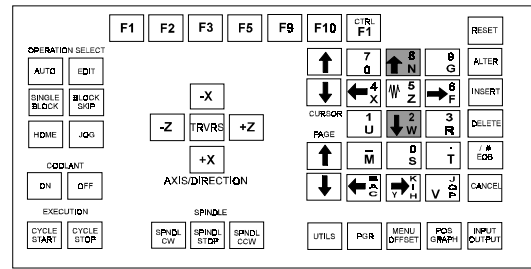 F1 F2 F3 F5 F9 F10 CTRL F1
RESET
OPERATION SELECT
AUTO EDIT
SINGLE BLOCK BLOCK SKIP
HOME JOG
COOLANT
ON OFF
EXECUTION
CYCLE START CYCLE STOP
-X
-Z TRVRS +Z
+X
AXIS/DIRECTION
SPINDLE
SPNDL CW SPNDL STOP SPNDL CCW
7 8 9
N G
ALTER
4 5 6
X Z F
INSERT
CURSOR
1 2 3
U W R
DELETE
PAGE
- 0 .
M S T
/ #
EOB
B A C
Y K I H
V J Q P
CANCEL
UTILS PGR MENU OFFSET POS GRAPH INPUT OUTPUT